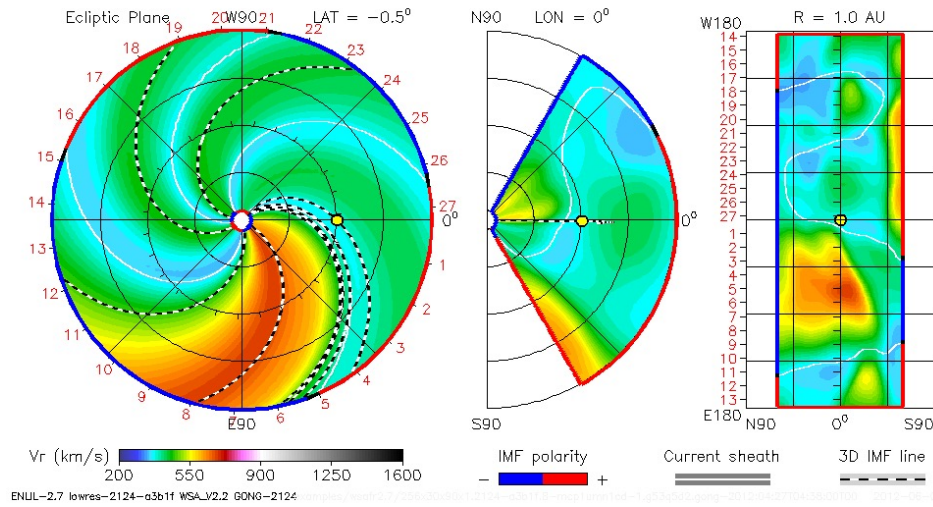 Ecliptic Plane W90 LAT = −0.5°
N90 LON = 0°
W180 R = 1.0 AU
20 21 22 23 24 25 26 27 0°
1 2 3 4 5 6 7 8 9 10 11 12 13 14 15 16 17 18 19
E90
0°
S90
14 15 16 17 18 19 20 21 22 23 24 25 26 27 1 2 3 4 5 6 7 8 9 10 11 12 13
E180 N90 0° S90
Vr (km/s)
200 550 900 1250 1600
IMF polarity
− +
Current sheath
3D IMF line
ENLIL-2.7 lowres-2124-a3b1f WSA_V2.2 GONG-2124